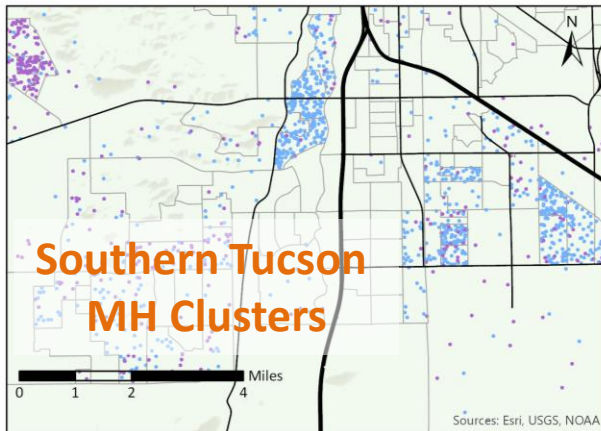 N
Southern Tucson
MH Clusters
Miles
0 1 2 4
Sources: Esri, USGS, NOAA